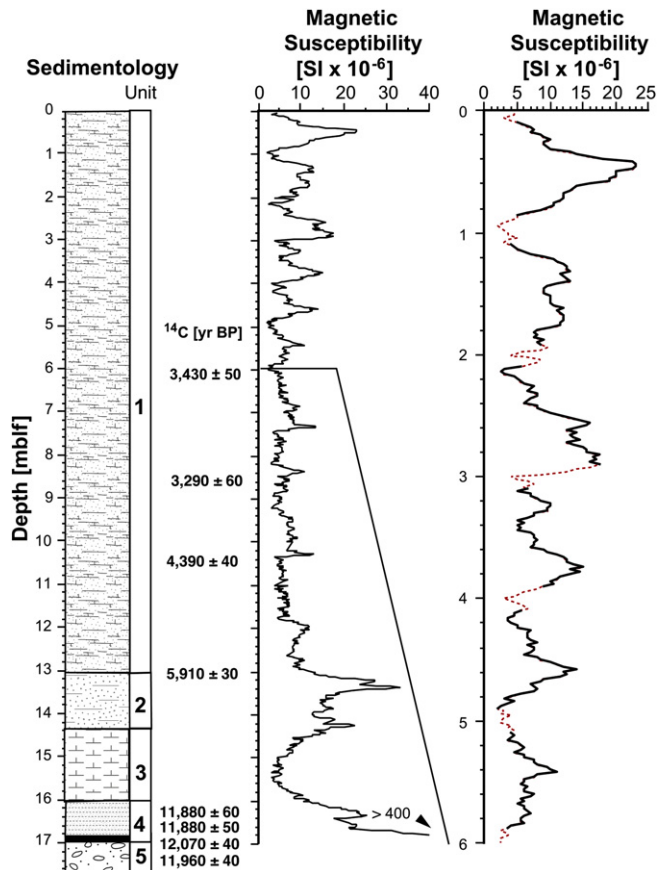 Magnetic
Susceptibility
[SI x 10⁻⁶]
Magnetic
Susceptibility
[SI x 10⁻⁶]
Sedimentology
Unit
0 10 20 30 40
0 5 10 15 20 25
Depth [mblf]
0
1
2
3
4
5
6
7
8
9
10
11
12
13
14
15
16
17
1
2
3
4
5
¹⁴C [yr BP]
3,430 ± 50
3,290 ± 60
4,390 ± 40
5,910 ± 30
11,880 ± 60
11,880 ± 50
12,070 ± 40
11,960 ± 40
> 400
0
1
2
3
4
5
6